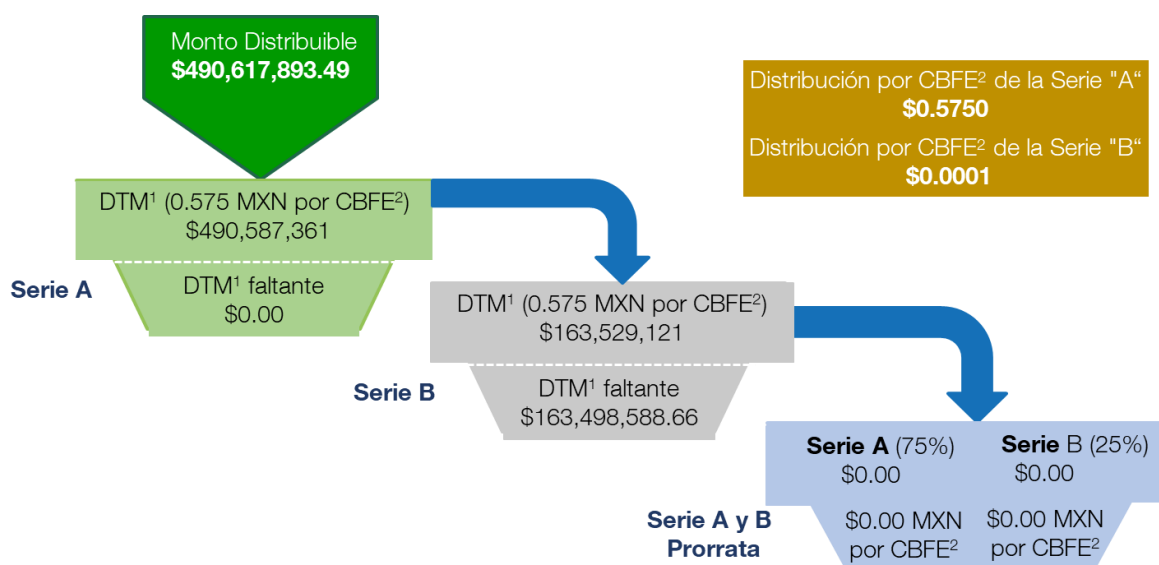 Monto Distribuible
$490,617,893.49
Distribución por CBFE² de la Serie "A“
$0.5750
Distribución por CBFE² de la Serie "B“
$0.0001
DTM¹ (0.575 MXN por CBFE²)
$490,587,361
Serie A
DTM¹ faltante
$0.00
DTM¹ (0.575 MXN por CBFE²)
$163,529,121
Serie B
DTM¹ faltante
$163,498,588.66
Serie A (75%)
$0.00
Serie B (25%)
$0.00
Serie A y B
Prorrata
$0.00 MXN
por CBFE²
$0.00 MXN
por CBFE²